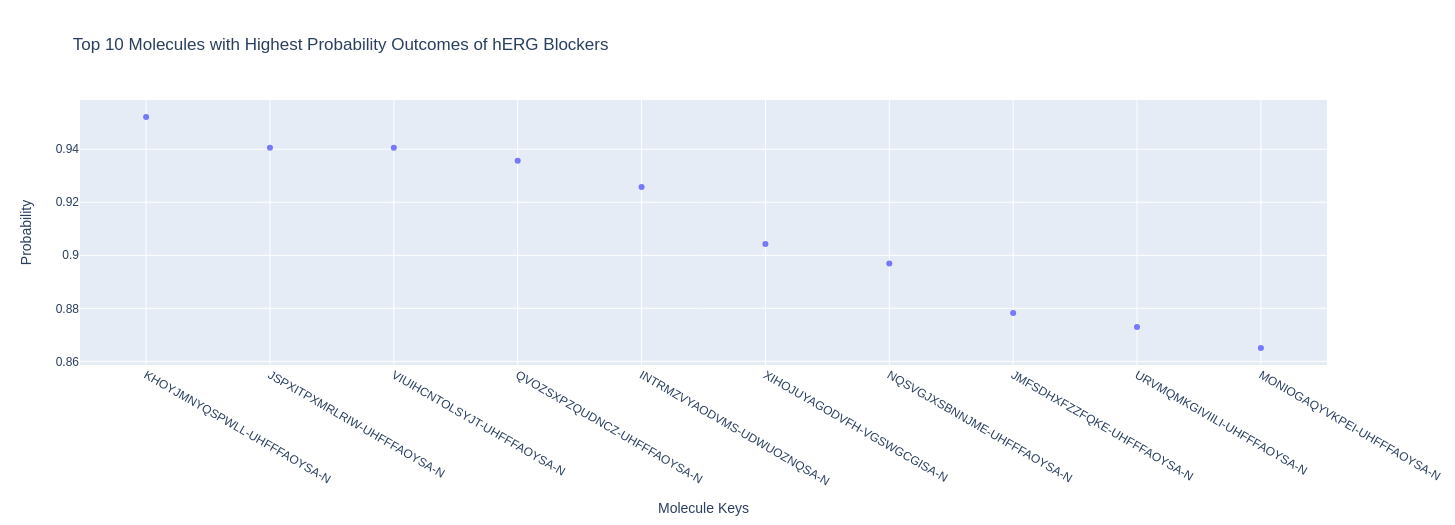 Top 10 Molecules with Highest Probability Outcomes of hERG Blockers
Probability
0.94
0.92
0.9
0.88
0.86
KHOYJMNYQSPWLL-UHFFFAOYSA-N
JSPXITPXMRLRIW-UHFFFAOYSA-N
VIUIHCNTOLSYJT-UHFFFAOYSA-N
QVOZSXPZQUDNCZ-UHFFFAOYSA-N
INTRMZVYAODVMS-UDWUOZNQSA-N
XIHOJUYAGODVFH-VGSWGCGISA-N
NQSVGJXSBNNJME-UHFFFAOYSA-N
JMFSDHXFZZFQKE-UHFFFAOYSA-N
URVMQMKGIVIILI-UHFFFAOYSA-N
MONIOGAQYVKPEI-UHFFFAOYSA-N
Molecule Keys